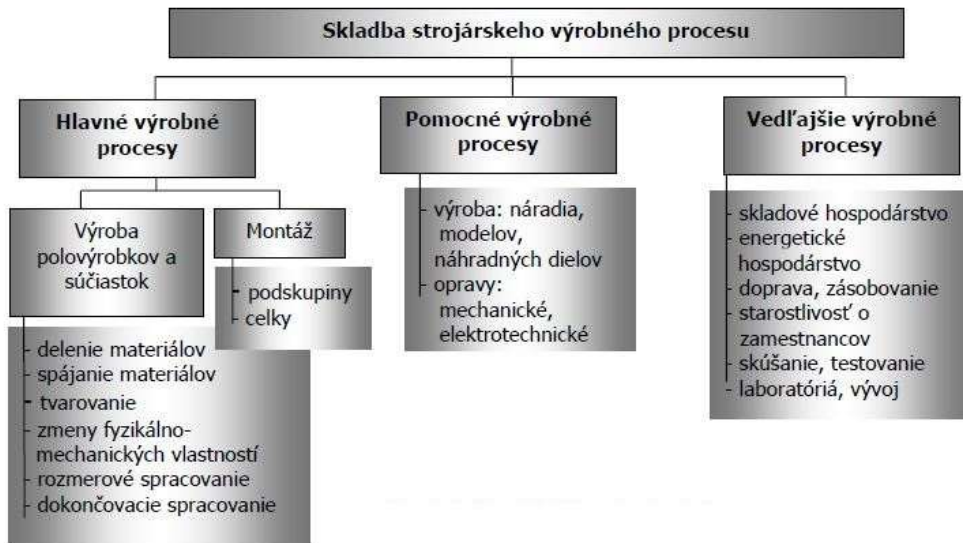 Skladba strojárskeho výrobného procesu
Hlavné výrobné
procesy
Výroba
polovýrobkov a
súčiastok
- delenie materiálov
- spájanie materiálov
- tvarovanie
- zmeny fyzikálno-
mechanických vlastností
- rozmerové spracovanie
- dokončovacie spracovanie
Montáž
- podskupiny
- celky
Pomocné výrobné
procesy
- výroba: náradia,
modelov,
náhradných dielov
- opravy:
mechanické,
elektrotechnické
Vedľajšie výrobné
procesy
- skladové hospodárstvo
- energetické
hospodárstvo
- doprava, zásobovanie
- starostlivosť o
zamestnancov
- skúšanie, testovanie
- laboratóriá, vývoj